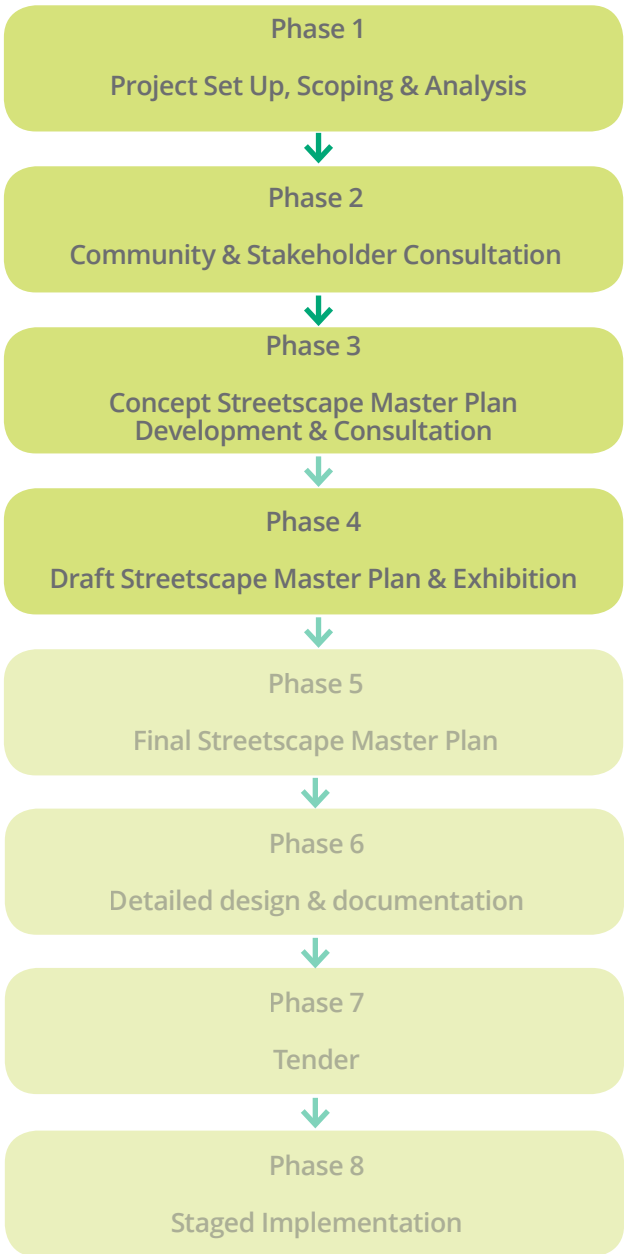 Phase 1
Project Set Up, Scoping & Analysis
Phase 2
Community & Stakeholder Consultation
Phase 3
Concept Streetscape Master Plan
Development & Consultation
Phase 4
Draft Streetscape Master Plan & Exhibition
Phase 5
Final Streetscape Master Plan
Phase 6
Detailed design & documentation
Phase 7
Tender
Phase 8
Staged Implementation